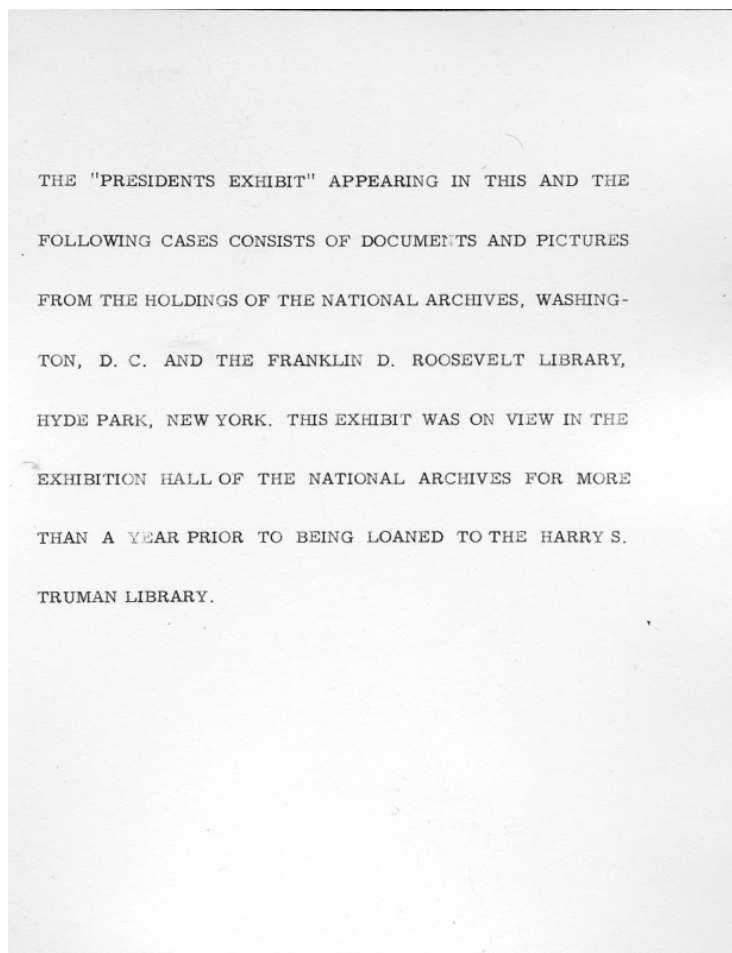 THE "PRESIDENTS EXHIBIT" APPEARING IN THIS AND THE
FOLLOWING CASES CONSISTS OF DOCUMENTS AND PICTURES
FROM THE HOLDINGS OF THE NATIONAL ARCHIVES, WASHING-
TON, D. C. AND THE FRANKLIN D. ROOSEVELT LIBRARY,
HYDE PARK, NEW YORK. THIS EXHIBIT WAS ON VIEW IN THE
EXHIBITION HALL OF THE NATIONAL ARCHIVES FOR MORE
THAN A YEAR PRIOR TO BEING LOANED TO THE HARRY S.
TRUMAN LIBRARY.